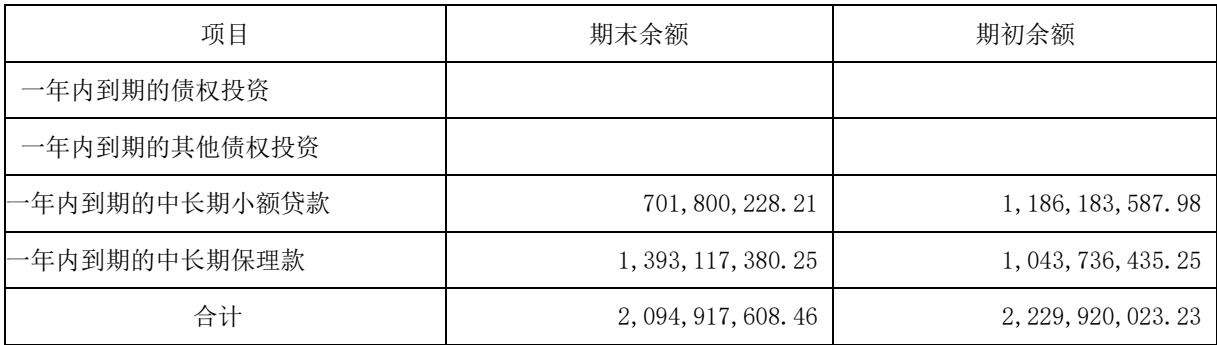 项目 期末余额 期初余额
一年内到期的债权投资
一年内到期的其他债权投资
一年内到期的中长期小额贷款 701,800,228.21 1,186,183,587.98
一年内到期的中长期保理款 1,393,117,380.25 1,043,736,435.25
合计 2,094,917,608.46 2,229,920,023.23